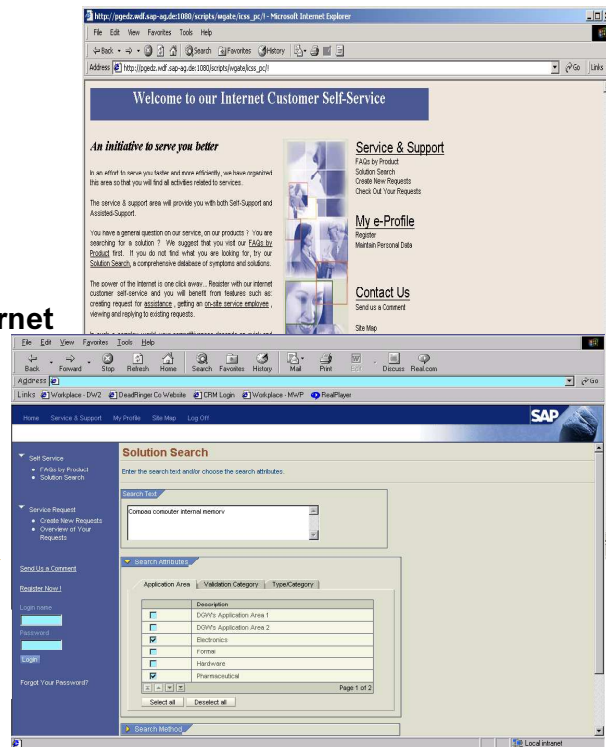 http://pgedz.wdf.sap-ag.de:1080/scripts/wgate/icss_pc/! - Microsoft Internet Explorer
File Edit View Favorites Tools Help
Back Search Favorites History
Address http://pgedz.wdf.sap-ag.de:1080/scripts/wgate/icss_pc/! Go Links
Welcome to our Internet Customer Self-Service
An initiative to serve you better
In an effort to serve you faster and more efficiently, we have organized
this area so that you will find all activities related to services.
The service & support area will provide you with both Self-Support and
Assisted-Support.
You have a general question on our service, on our products ? You are
searching for a solution ? We suggest that you visit our FAQs by
Product first. If you do not find what you are looking for, try our
Solution Search, a comprehensive database of symptoms and solutions.
The power of the internet is one click away... Register with our internet
customer self-service and you will benefit from features such as:
creating request for assistance , getting an on-site service employee ,
viewing and replying to existing requests.
Service & Support
FAQs by Product
Solution Search
Create New Requests
Check Out Your Requests
My e-Profile
Register
Maintain Personal Data
Contact Us
Send us a Comment
Site Map
rnet
File Edit View Favorites Tools Help
Back Forward Stop Refresh Home Search Favorites History Mail Print Edit Discuss Real.com
Address Go
Links Workplace - DW2 DeadRinger Co Website CRM Login Workplace - MWP RealPlayer
Home Service & Support My Profile Site Map Log Off
SAP
Self Service
FAQs by Product
Solution Search
Service Request
Create New Requests
Overview of Your
Requests
Send Us a Comment
Register Now !
Login name
Password
Login
Forgot Your Password?
Solution Search
Enter the search text and/or choose the search attributes.
Search Text
Compaq computer internal memory
Search Attributes
Application Area Validation Category Type/Category
Description
DGW's Application Area 1
DGW's Application Area 2
Electronics
Formal
Hardware
Pharmaceutical
Page 1 of 2
Select all Deselect all
Search Method
Local intranet